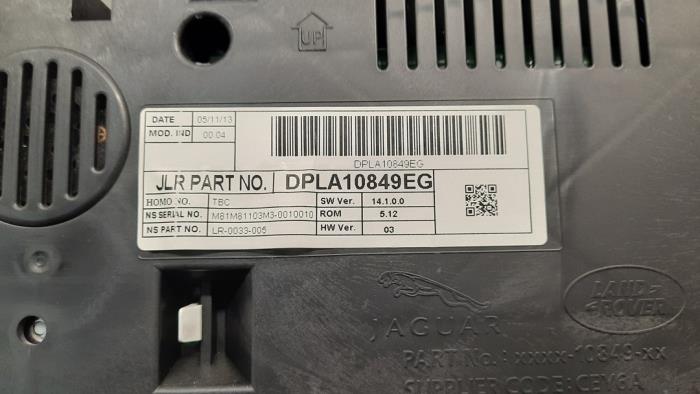 UP
DATE 05/11/13
MOD. IND 00.04
DPLA10849EG
JLR PART NO. DPLA10849EG
HOMO NO. TBC SW Ver. 14.1.0.0
NS SERIAL NO. M81M81103M3-0010010 ROM 5.12
NS PART NO. LR-0033-005 HW Ver. 03
JAGUAR
LAND ROVER
PART No.: xxxx-10849-xx
SUPPLIER CODE: CEY6A